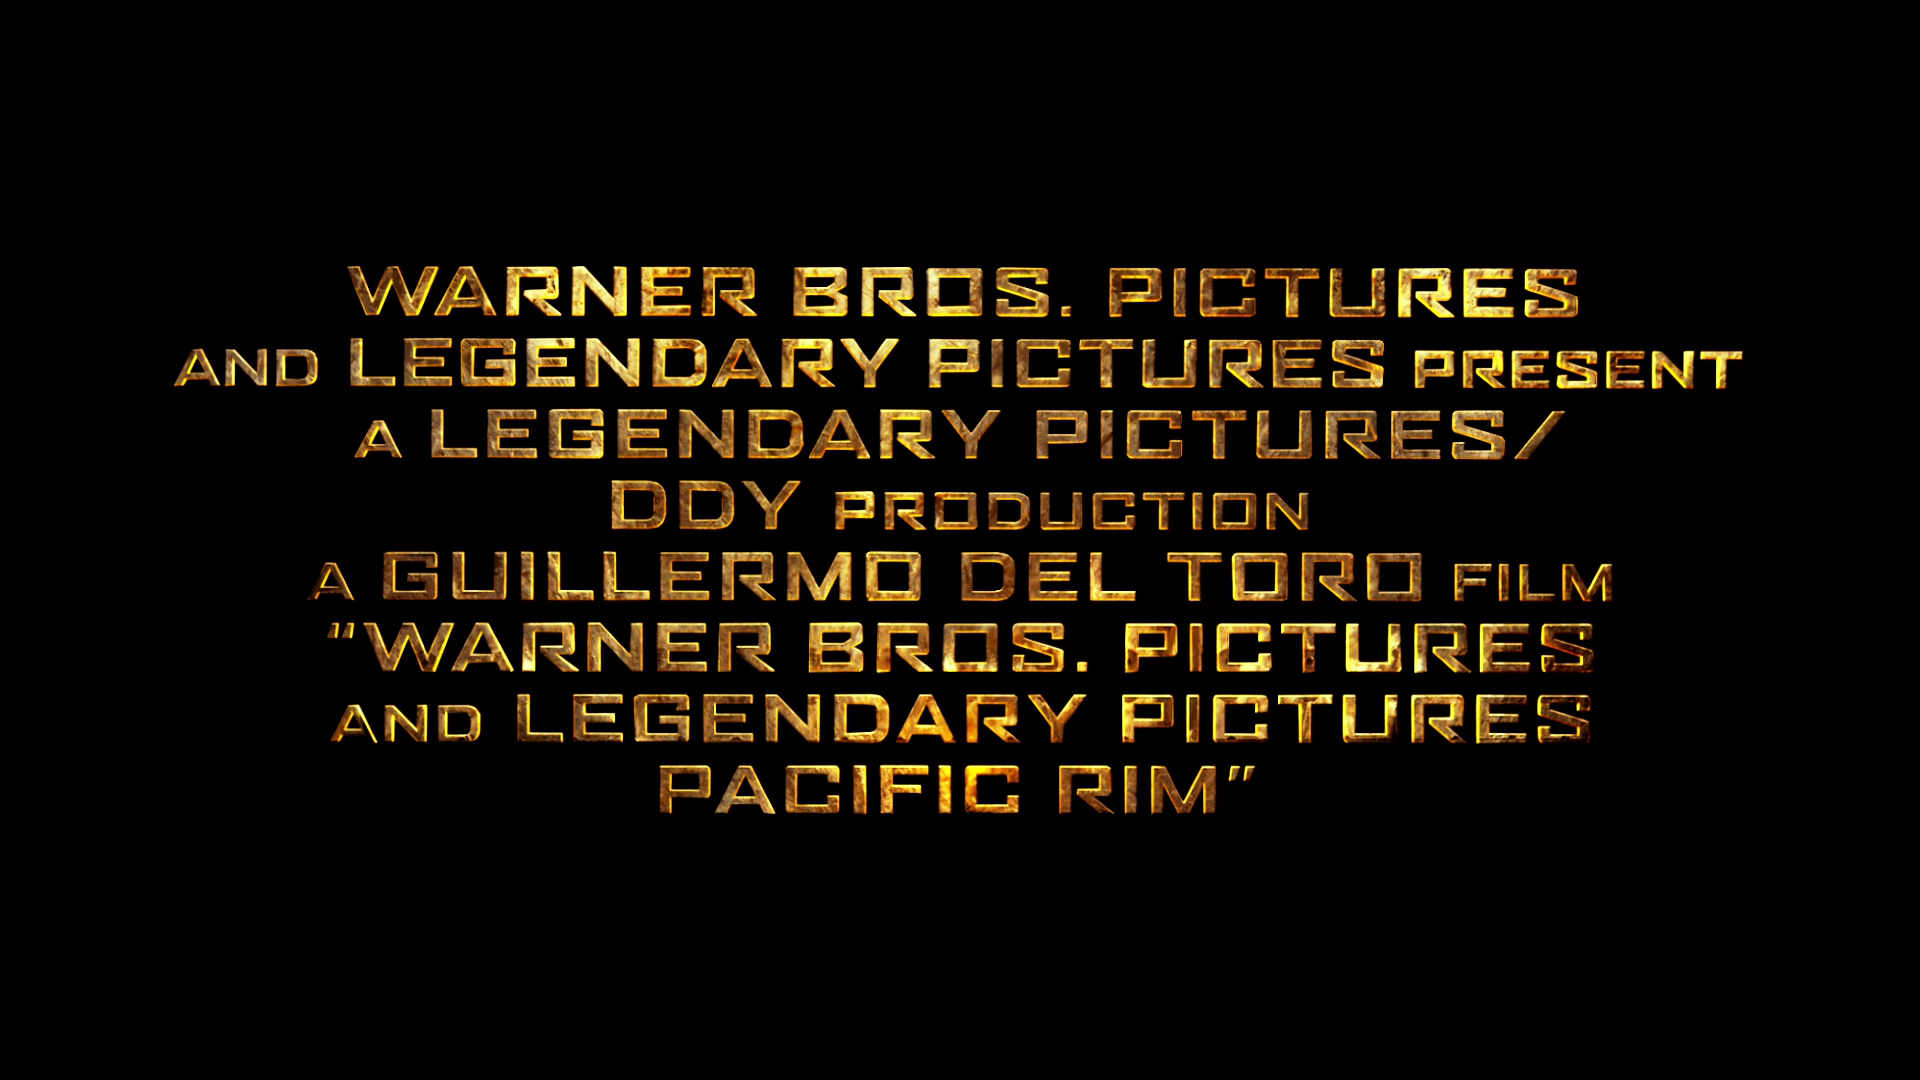 WARNER BROS. PICTURES
AND LEGENDARY PICTURES PRESENT
A LEGENDARY PICTURES/
DDY PRODUCTION
A GUILLERMO DEL TORO FILM
"WARNER BROS. PICTURES
AND LEGENDARY PICTURES
PACIFIC RIM"